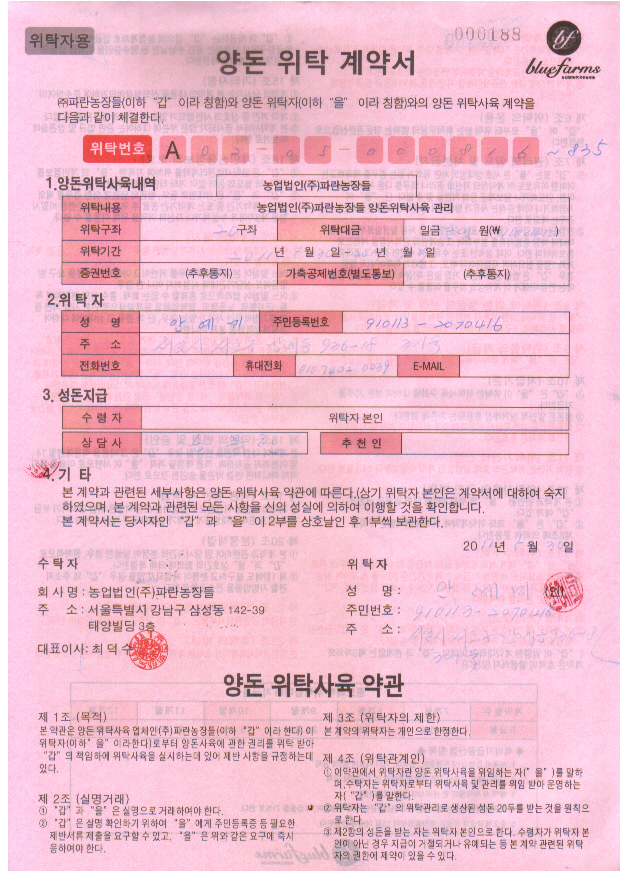 위탁자용
000188
bf
bluefarms
양돈 위탁 계약서
㈜파란농장들(이하 “갑” 이라 칭함)와 양돈 위탁자(이하 “을” 이라 칭함)와의 양돈 위탁사육 계약을
다음과 같이 체결한다.
위탁번호 A
1.양돈위탁사육내역 농업법인(주)파란농장들
위탁내용 농업법인(주)파란농장들 양돈위탁사육 관리
위탁구좌 구좌 위탁대금 일금 원(₩ )
위탁기간 년 월 일 - 년 월 일
증권번호 (추후통지) 가축공제번호(별도통보) (추후통지)
2.위 탁 자
성 명 주민등록번호 910113-2070416
주 소
전화번호 휴대전화 E-MAIL
3. 성돈지급
수 령 자 위탁자 본인
상 담 사 추 천 인
4.기 타
본 계약과 관련된 세부사항은 양돈 위탁사육 약관에 따른다.(상기 위탁자 본인은 계약서에 대하여 숙지
하였으며, 본 계약과 관련된 모든 사항을 신의 성실에 의하여 이행할 것을 확인합니다.
본 계약서는 당사자인 “갑” “을” 이 2부를 상호날인 후 1부씩 보관한다.
20 년 월 일
수 탁 자
회 사 명 : 농업법인(주)파란농장들
주 소 : 서울특별시 강남구 삼성동 142-39
태양빌딩 3층
대표이사: 최 덕 수
위 탁 자
성 명 : (인)
주민번호 : 910113-2070416
주 소 :
양돈 위탁사육 약관
제 1조 (목적)
본 약관은 양돈 위탁사육 업체인(주)파란농장들(이하 “갑”이라 한다) 이
위탁자(이하“을”이라한다)로부터 양돈사육에 관한 권리를 위탁 받아
“갑”의 책임하에 위탁사육을 실시하는데 있어 제반 사항을 규정하는데
있다.
제 2조 (실명거래)
① “갑”과 “을”은 실명으로 거래하여야 한다.
② “갑”은 실명 확인하기 위하여 “을”에게 주민등록증 등 필요한
제반서류 제출을 요구할 수 있고, “을”은 위와 같은 요구에 즉시
응하여야 한다.
제 3조 (위탁자의 제한)
본 계약의 위탁자는 개인으로 한정한다.
제 4조 (위탁관계인)
① 이약관에서 위탁자란 양돈 위탁사육을 위임하는 자(“을”)를 말하
며,수탁자는 위탁자로부터 위탁사육 및 관리를 위임 받아 운영하는
자(“갑”)를 말한다.
② 위탁자는 “갑”의 위탁관리로 생산된 성돈 20두를 받는 것을 원칙으
로 한다.
③ 제2항의 성돈을 받는 자는 위탁자 본인으로 한다. 수령자가 위탁자 본
인이 아닌 경우 지급이 거절되거나 유예되는 등 본 계약 관련된 위탁
자의 권한에 제약이 있을 수 있다.